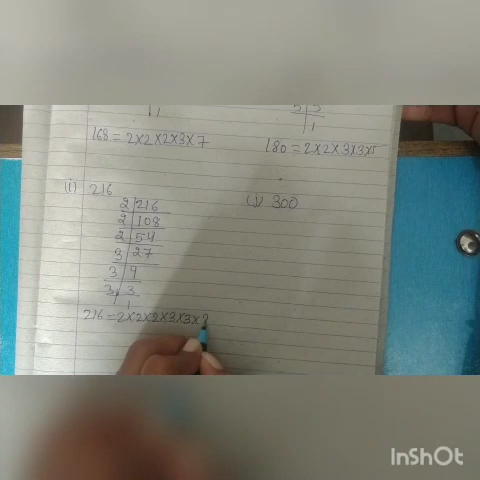 168 = 2×2×2×3×7
180 = 2×2×3×3×5
(i) 216
(j) 300
2 | 216
2 | 108
2 | 54
3 | 27
3 | 9
3 | 3
1
216 = 2×2×2×3×3×
InShOt